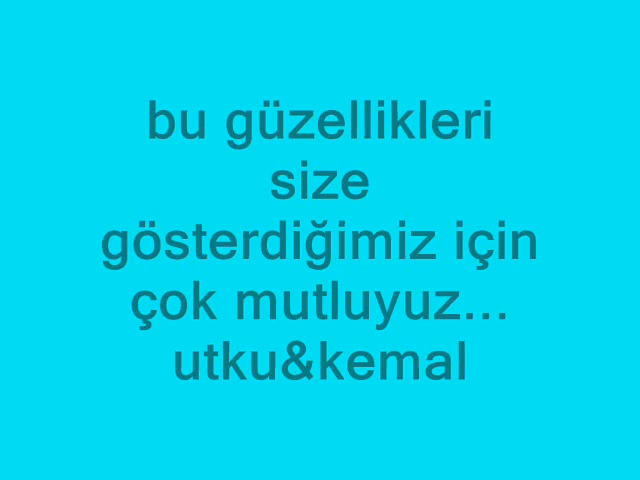 bu güzellikleri
size
gösterdiğimiz için
çok mutluyuz...
utku&kemal